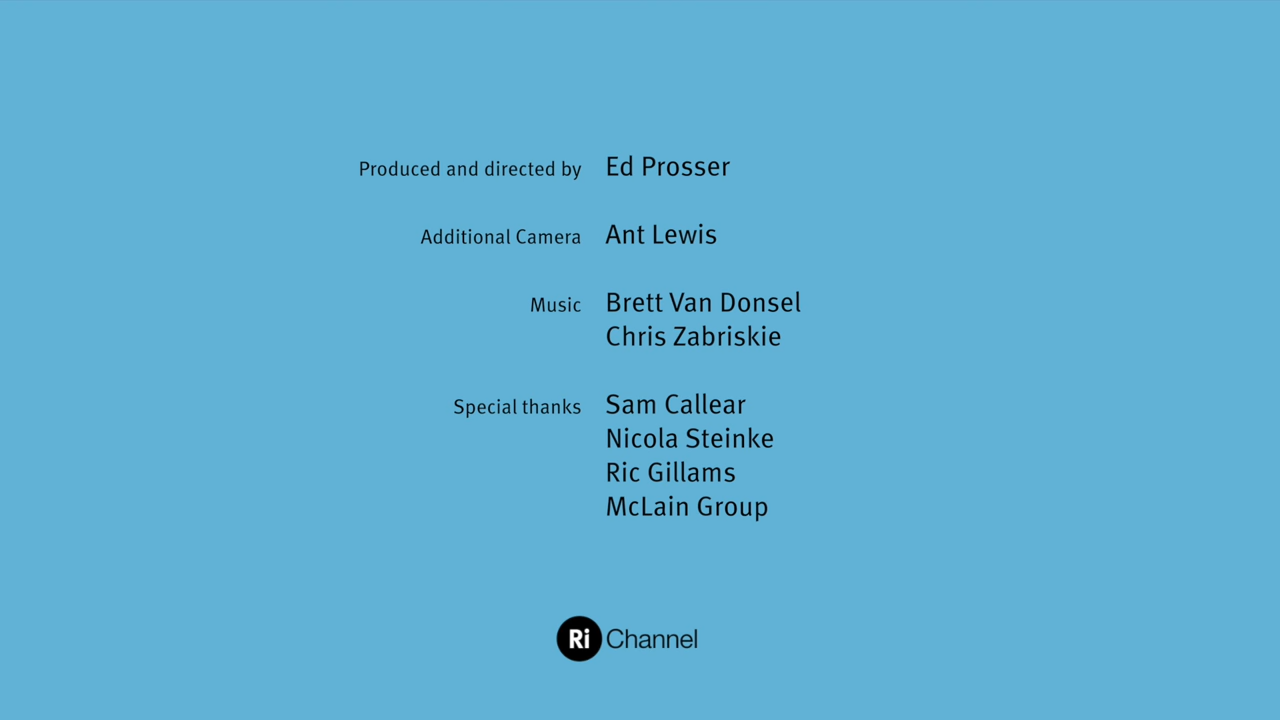 Produced and directed by Ed Prosser
Additional Camera Ant Lewis
Music Brett Van Donsel
Chris Zabriskie
Special thanks Sam Callear
Nicola Steinke
Ric Gillams
McLain Group
Ri Channel